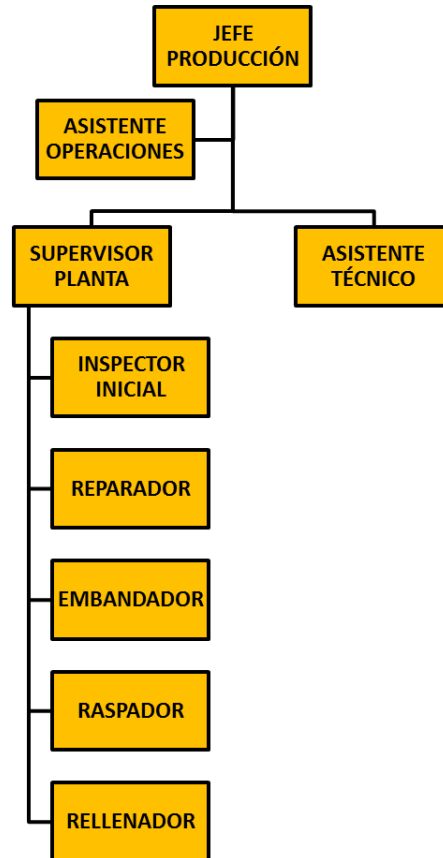 JEFE
PRODUCCIÓN
ASISTENTE
OPERACIONES
SUPERVISOR
PLANTA
ASISTENTE
TÉCNICO
INSPECTOR
INICIAL
REPARADOR
EMBANDADOR
RASPADOR
RELLENADOR